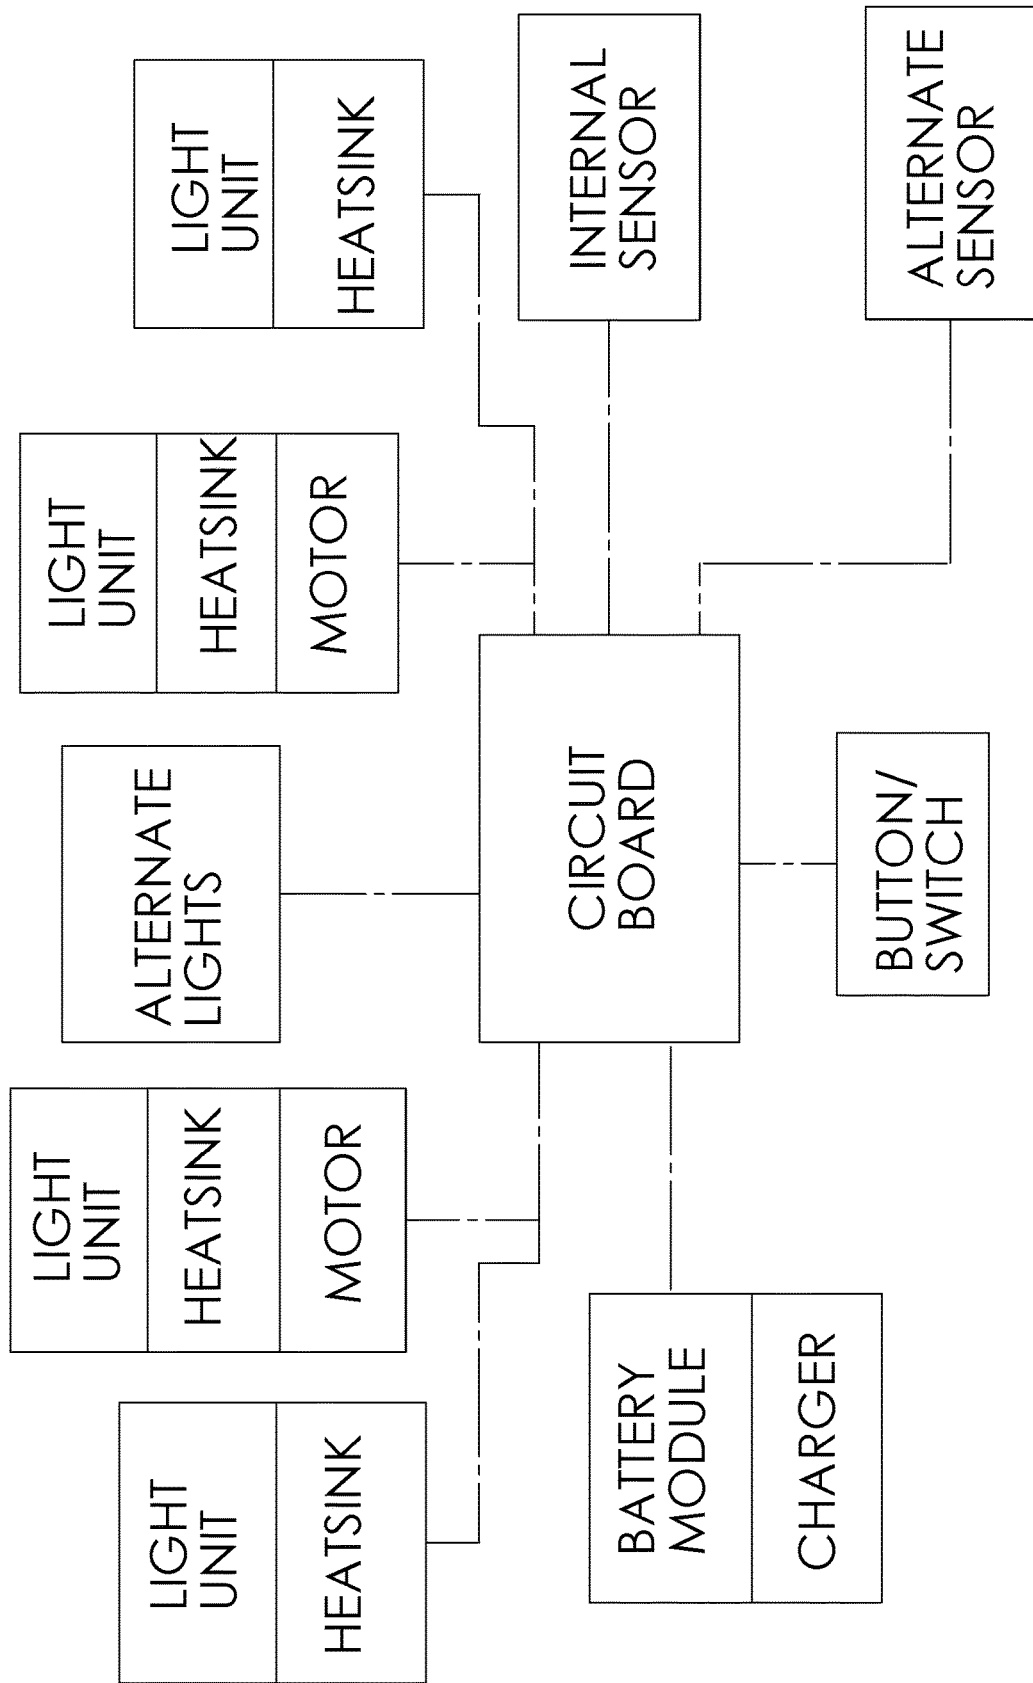 LIGHT
UNIT
HEATSINK
LIGHT
UNIT
HEATSINK
MOTOR
ALTERNATE
LIGHTS
LIGHT
UNIT
HEATSINK
MOTOR
LIGHT
UNIT
HEATSINK
BATTERY
MODULE
CHARGER
CIRCUIT
BOARD
INTERNAL
SENSOR
BUTTON/
SWITCH
ALTERNATE
SENSOR